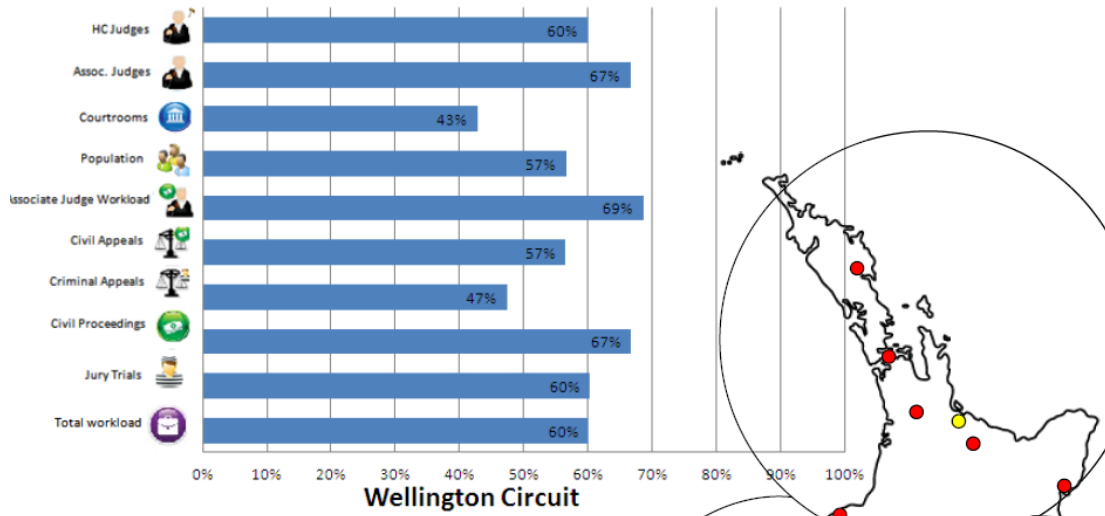 HC Judges 60%
Assoc. Judges 67%
Courtrooms 43%
Population 57%
Associate Judge Workload 69%
Civil Appeals 57%
Criminal Appeals 47%
Civil Proceedings 67%
Jury Trials 60%
Total workload 60%
0% 10% 20% 30% 40% 50% 60% 70% 80% 90% 100%
Wellington Circuit